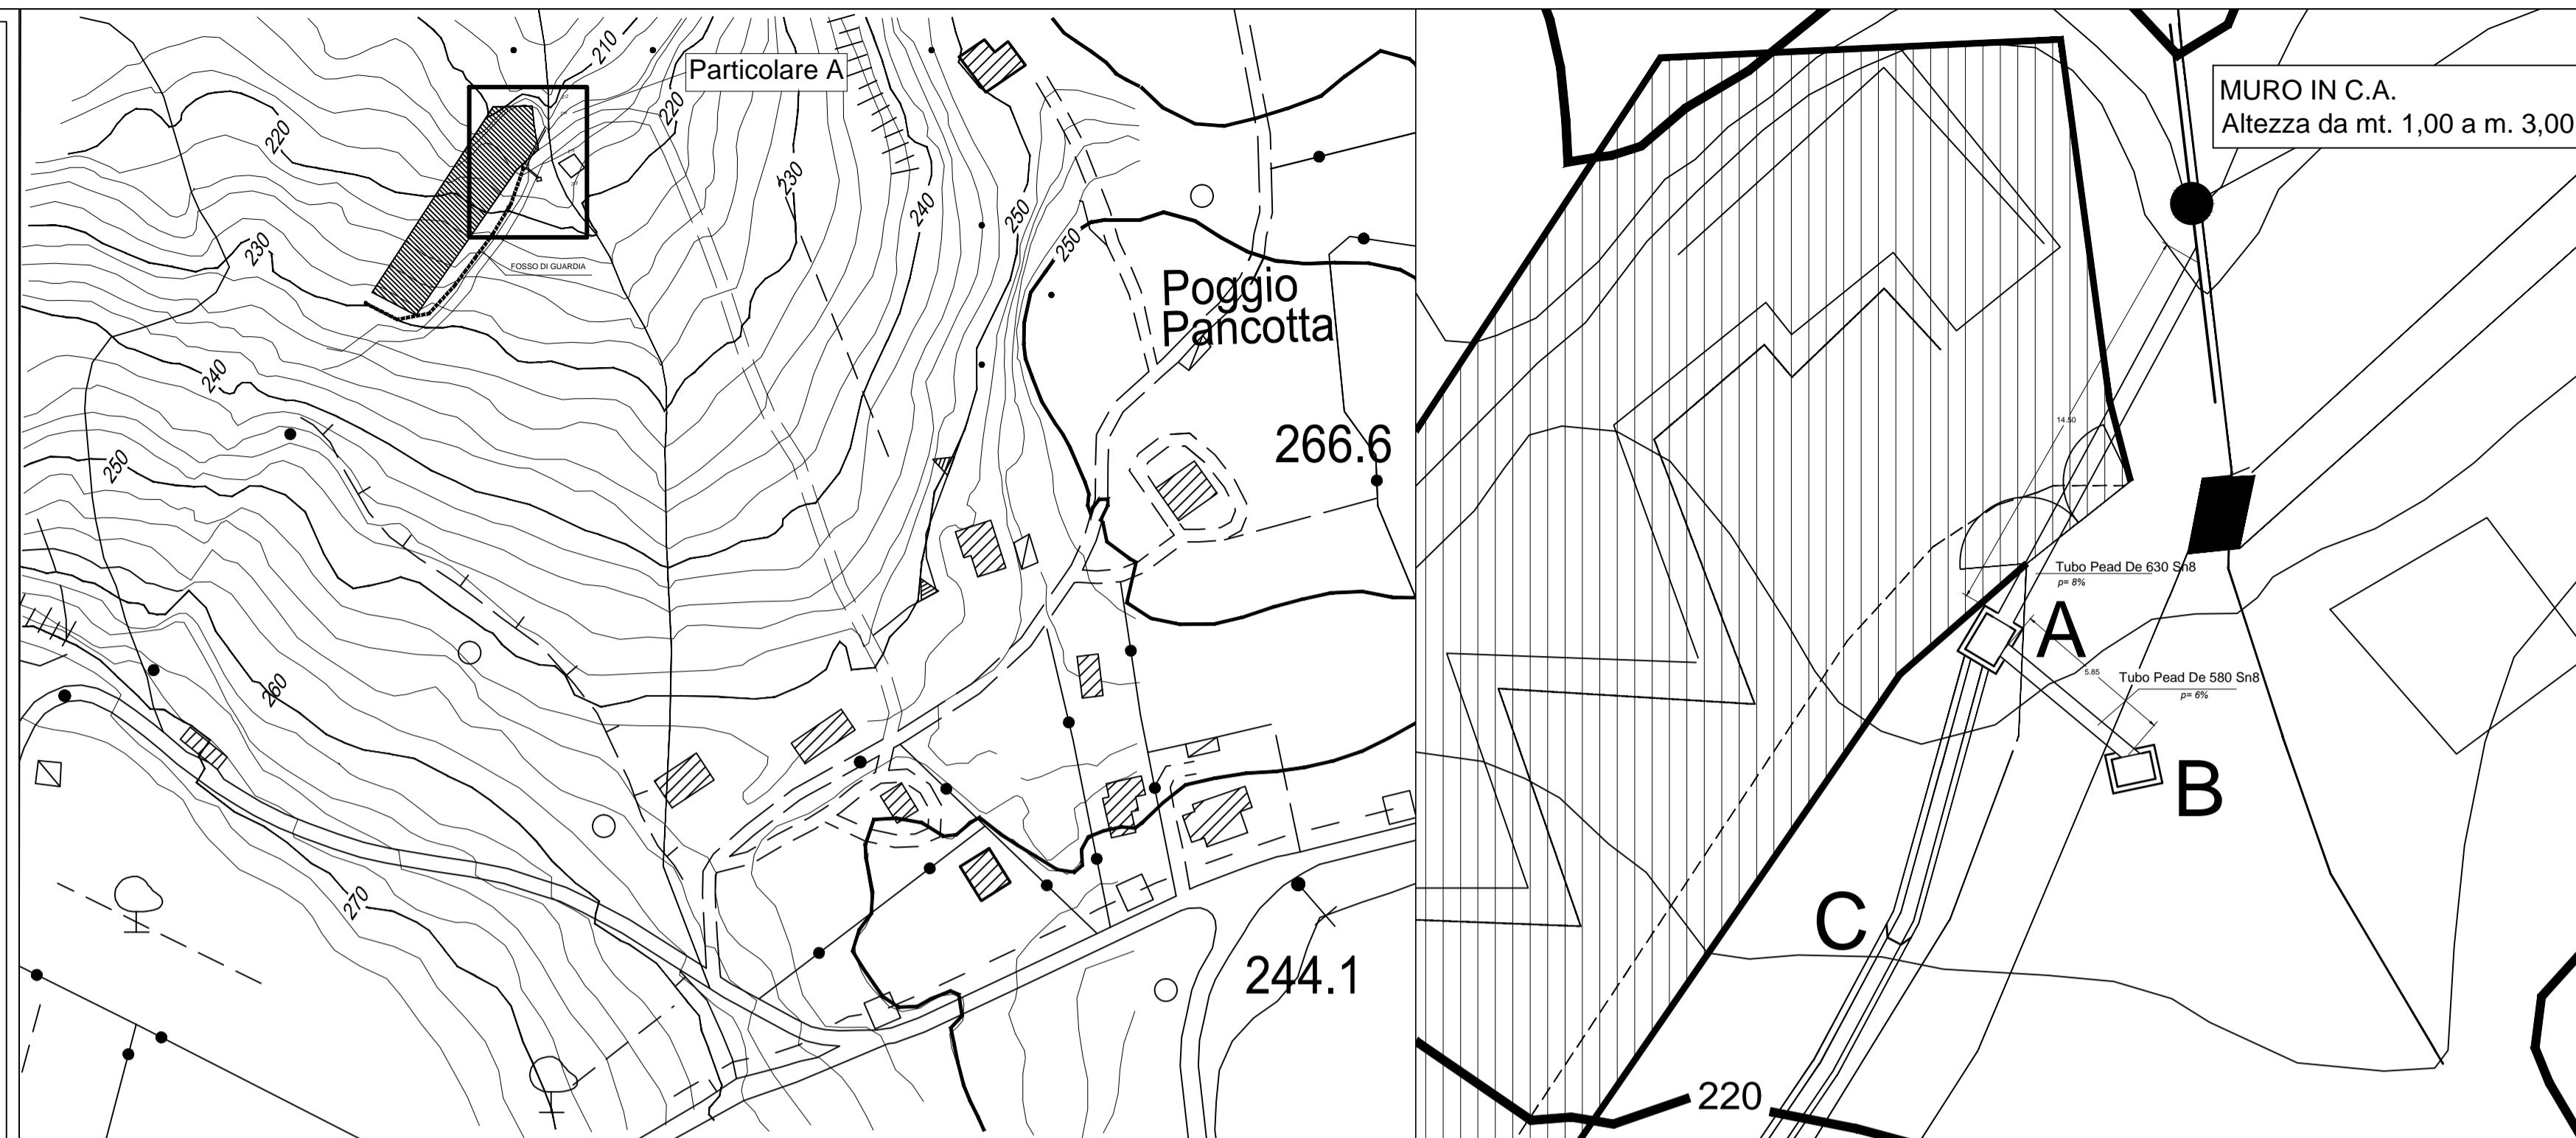 210
Particolare A
220
220
230
240
250
250
230
FOSSO DI GUARDIA
Poggio
Pancotta
240
266.6
250
260
270
244.1
MURO IN C.A.
Altezza da mt. 1,00 a m. 3,00
14.50
Tubo Pead De 630 Sn8
p= 8%
A
5.85
Tubo Pead De 580 Sn8
p= 6%
B
C
220